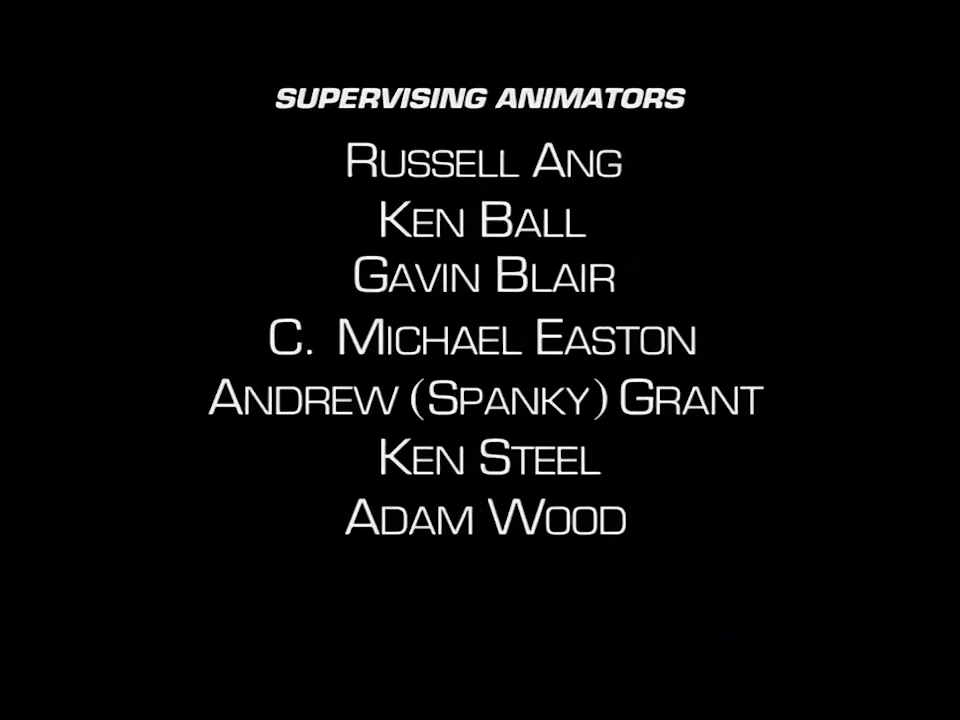 SUPERVISING ANIMATORS
RUSSELL ANG
KEN BALL
GAVIN BLAIR
C. MICHAEL EASTON
ANDREW (SPANKY) GRANT
KEN STEEL
ADAM WOOD